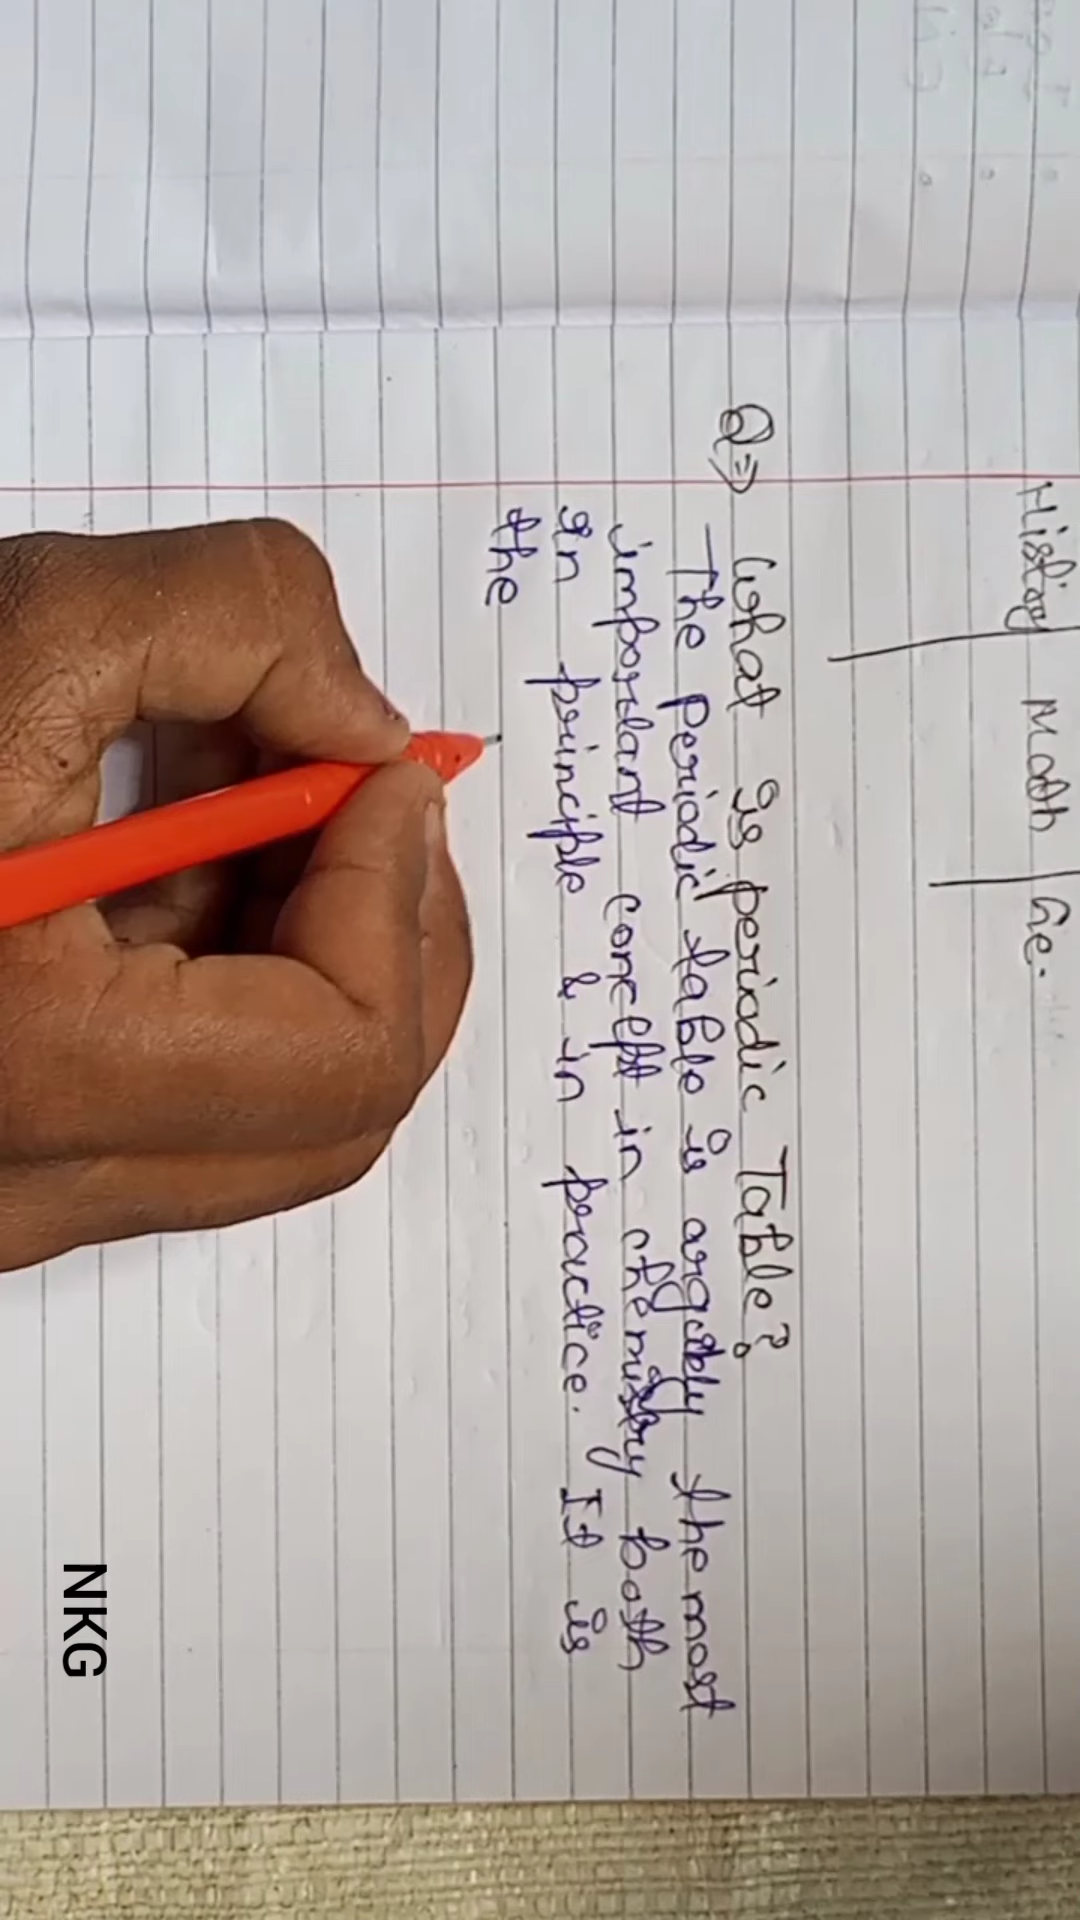 History Math Ge.
Q⇒ What is periodic Table?
The periodic table is argubly the most
important concept in chemistry both
in principle & in practice. It is
the
NKG